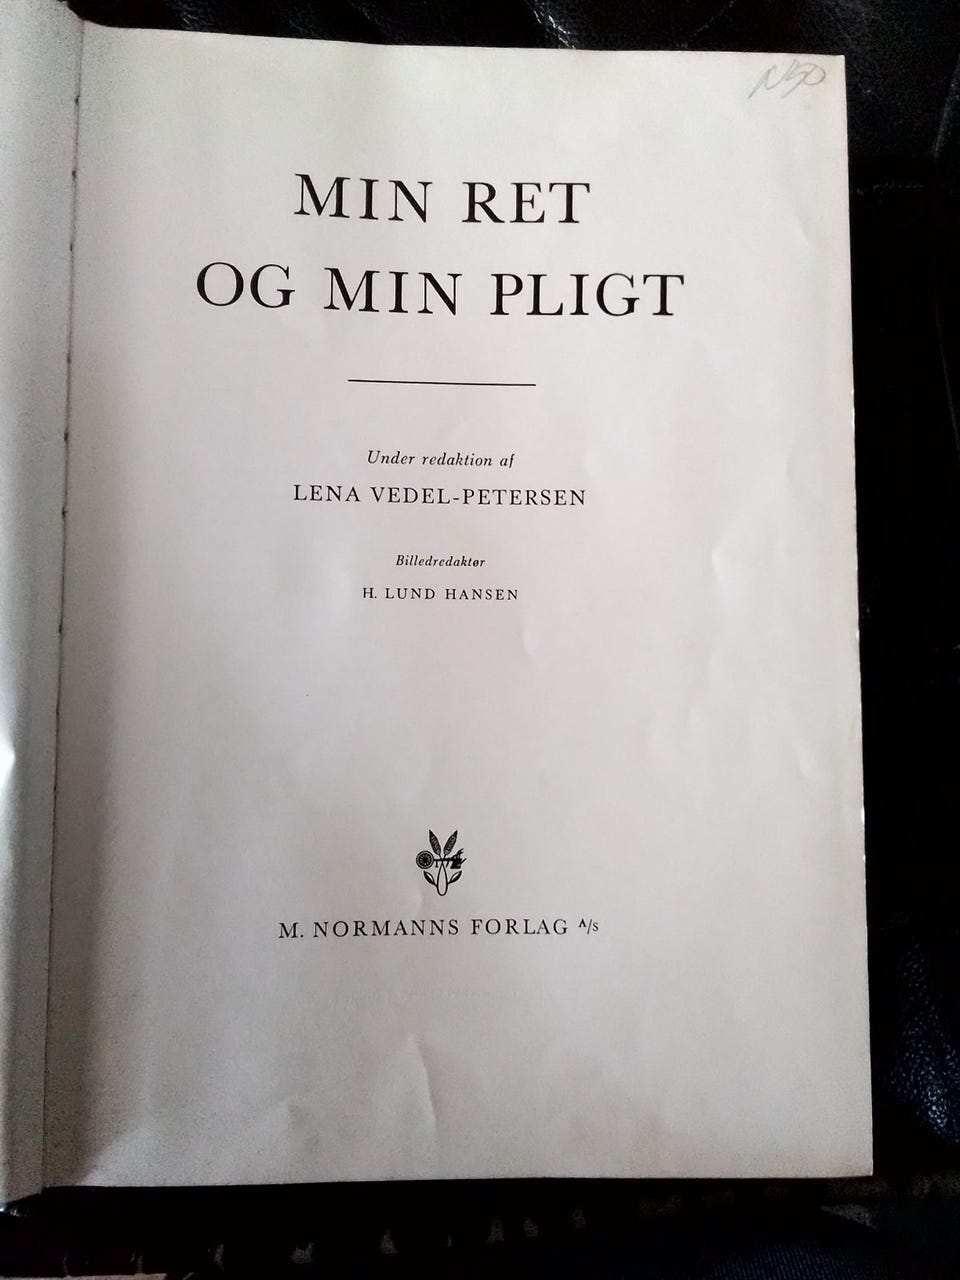 MIN RET
OG MIN PLIGT
Under redaktion af
LENA VEDEL-PETERSEN
Billedredaktør
H. LUND HANSEN
M. NORMANNS FORLAG A/s